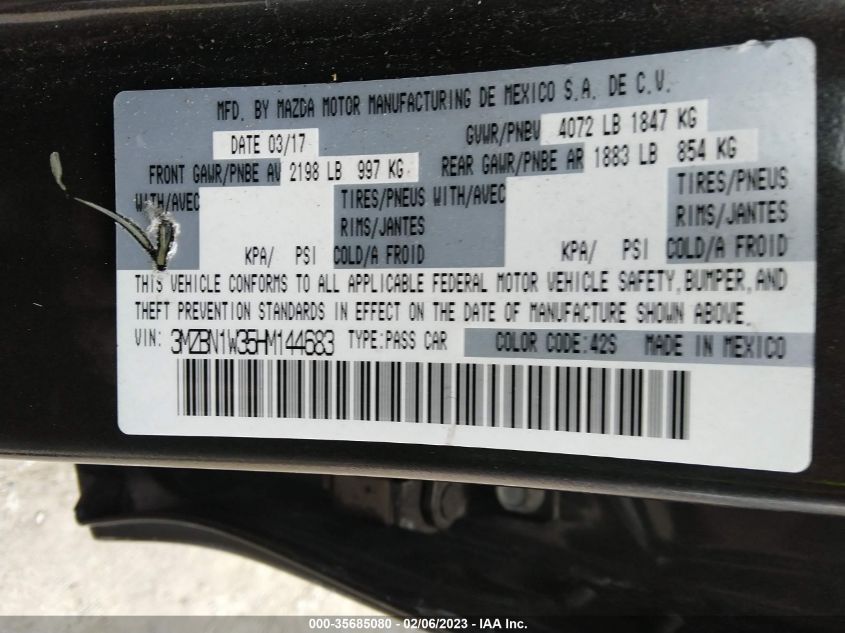 MFD. BY MAZDA MOTOR MANUFACTURING DE MEXICO S.A. DE C.V.
DATE 03/17 GVWR/PNBV 4072 LB 1847 KG
FRONT GAWR/PNBE AV 2198 LB 997 KG REAR GAWR/PNBE AR 1883 LB 854 KG
WITH/AVEC TIRES/PNEUS WITH/AVEC TIRES/PNEUS
RIMS/JANTES RIMS/JANTES
KPA/ PSI COLD/A FROID KPA/ PSI COLD/A FROID
THIS VEHICLE CONFORMS TO ALL APPLICABLE FEDERAL MOTOR VEHICLE SAFETY, BUMPER, AND
THEFT PREVENTION STANDARDS IN EFFECT ON THE DATE OF MANUFACTURE SHOWN ABOVE.
VIN: 3MZBN1W35HM144683 TYPE:PASS CAR COLOR CODE:42S MADE IN MEXICO
000-35685080 - 02/06/2023 - IAA Inc.